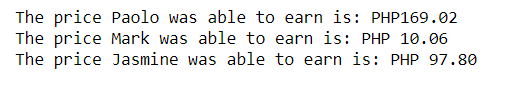 The price Paolo was able to earn is: PHP169.02
The price Mark was able to earn is: PHP 10.06
The price Jasmine was able to earn is: PHP 97.80